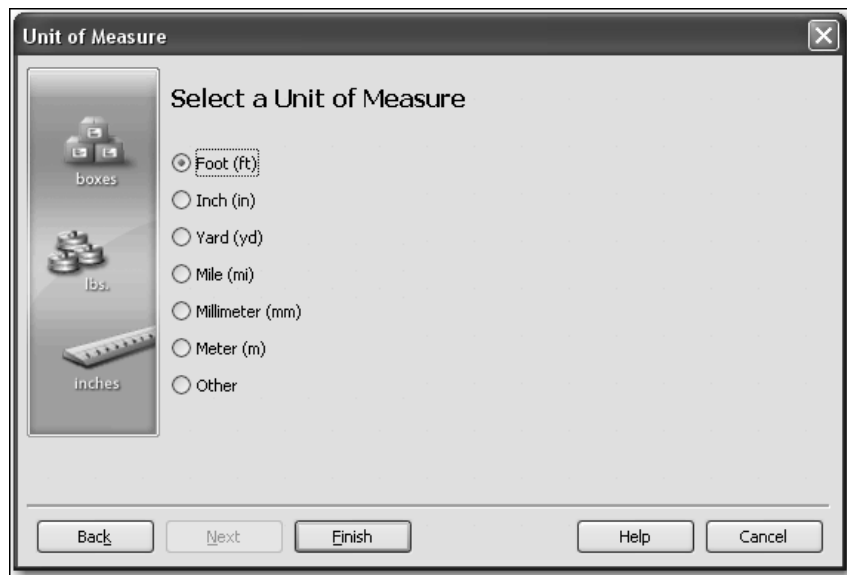 Unit of Measure
Select a Unit of Measure
boxes
lbs.
inches
Foot (ft)
Inch (in)
Yard (yd)
Mile (mi)
Millimeter (mm)
Meter (m)
Other
Back
Next
Finish
Help
Cancel